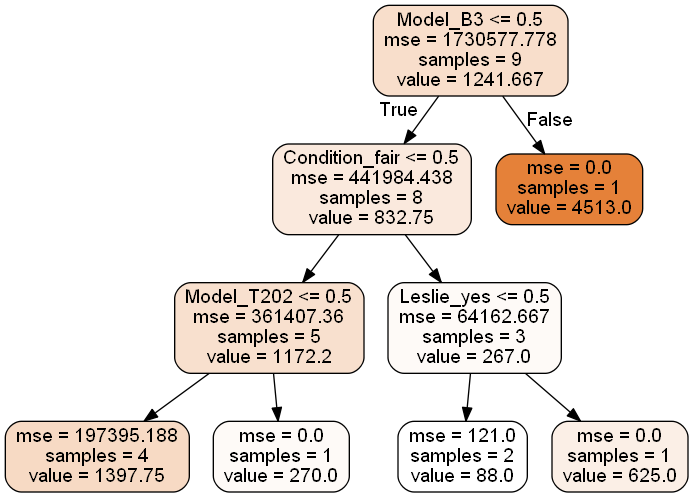 Model_B3 <= 0.5
mse = 1730577.778
samples = 9
value = 1241.667
True
False
Condition_fair <= 0.5
mse = 441984.438
samples = 8
value = 832.75
mse = 0.0
samples = 1
value = 4513.0
Model_T202 <= 0.5
mse = 361407.36
samples = 5
value = 1172.2
Leslie_yes <= 0.5
mse = 64162.667
samples = 3
value = 267.0
mse = 197395.188
samples = 4
value = 1397.75
mse = 0.0
samples = 1
value = 270.0
mse = 121.0
samples = 2
value = 88.0
mse = 0.0
samples = 1
value = 625.0